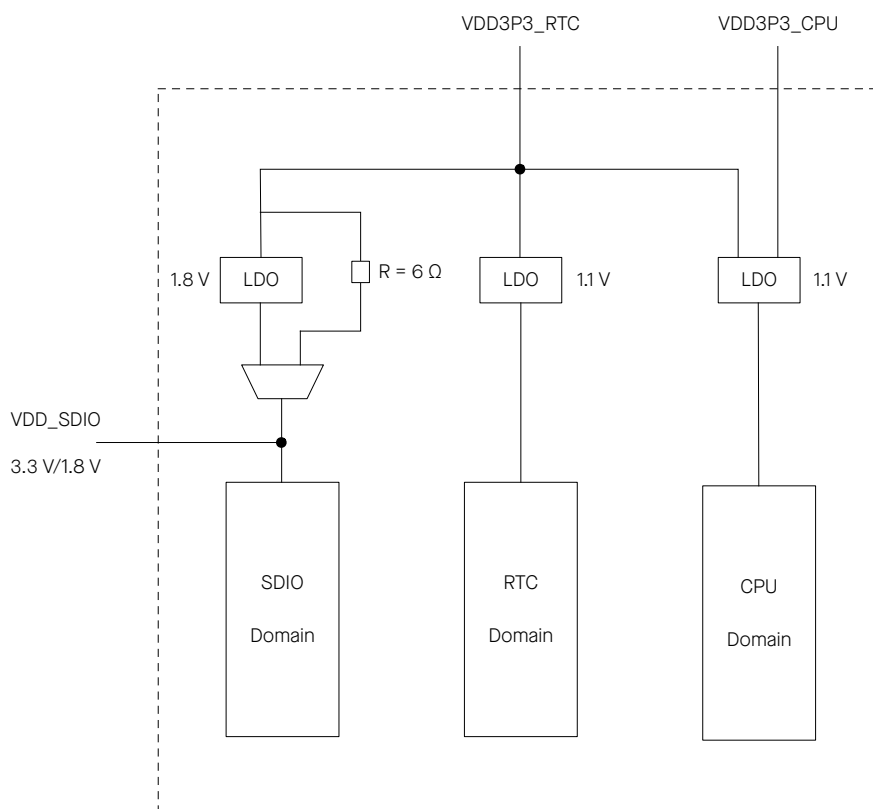 VDD3P3_RTC
VDD3P3_CPU
1.8 V
LDO
R = 6 Ω
LDO
1.1 V
LDO
1.1 V
VDD_SDIO
3.3 V/1.8 V
SDIO
Domain
RTC
Domain
CPU
Domain